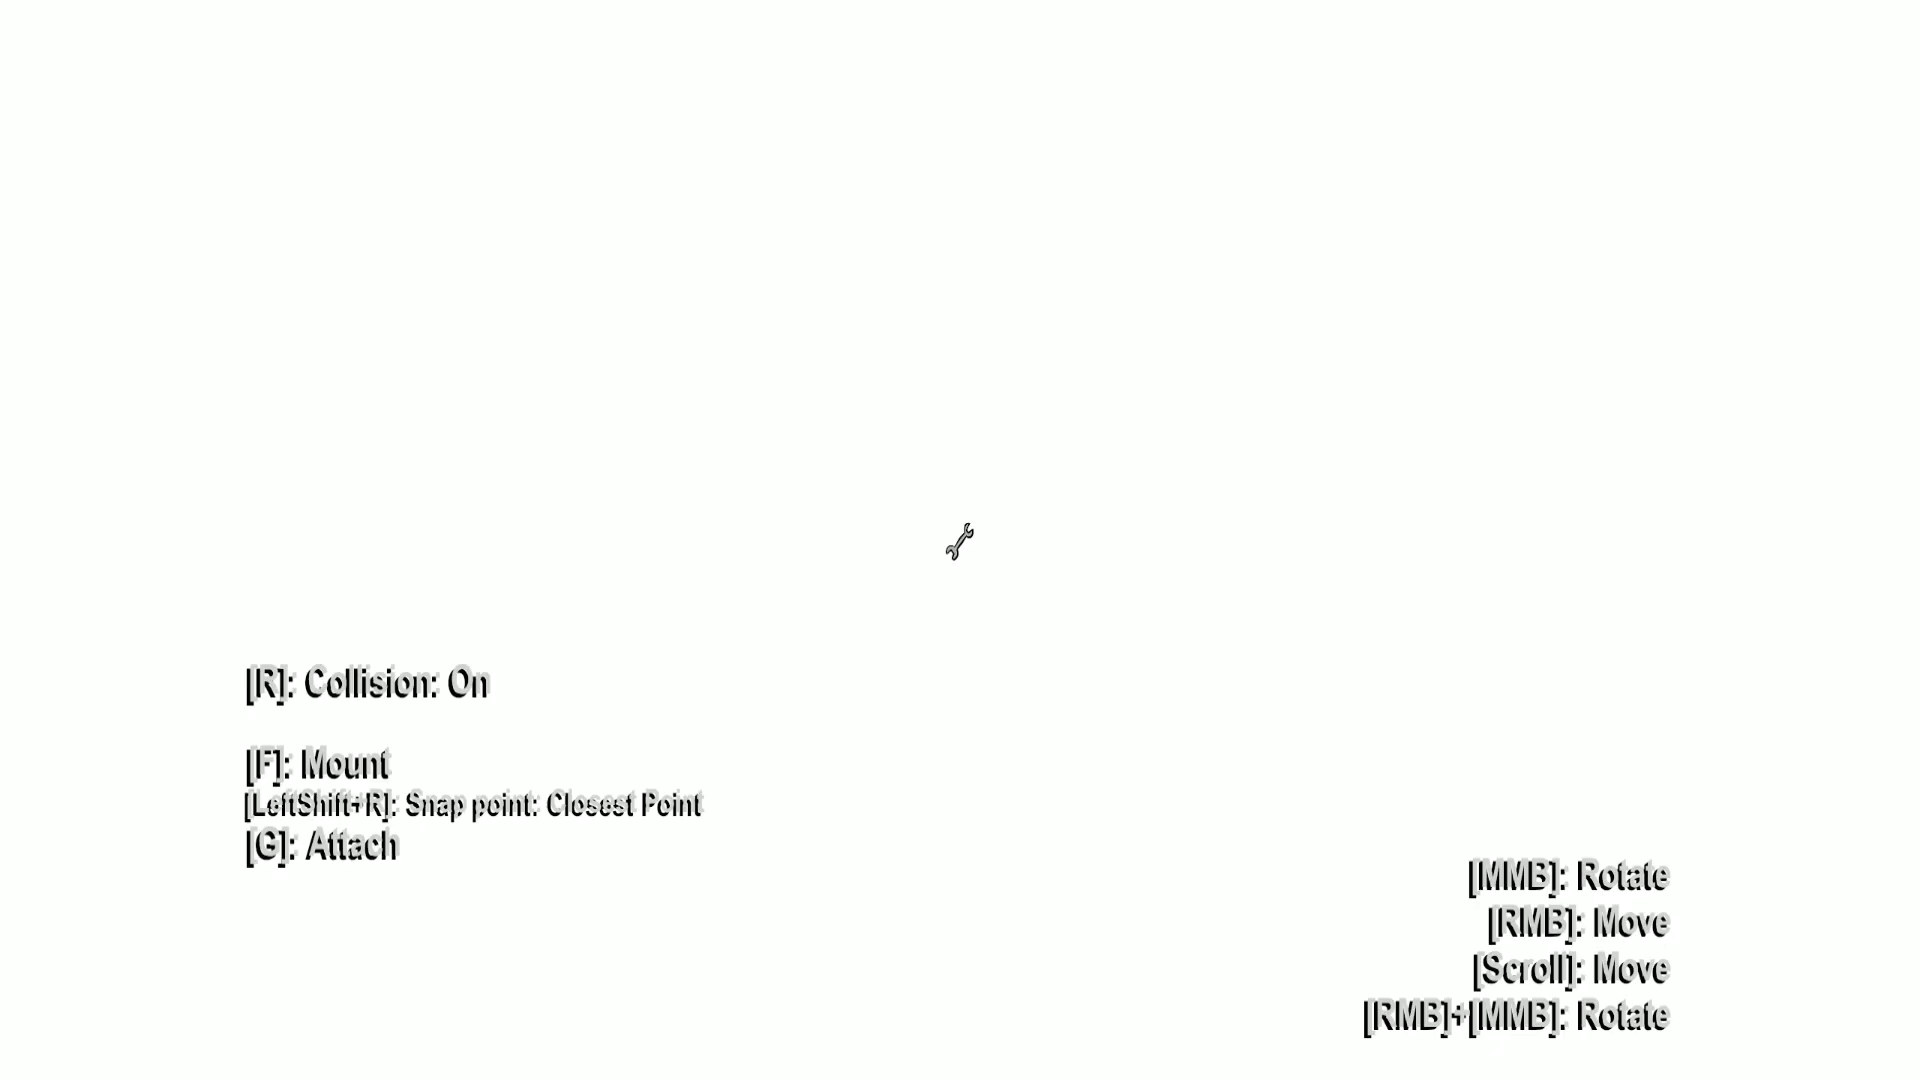 [R]: Collision: On
[F]: Mount
[LeftShift+R]: Snap point: Closest Point
[G]: Attach
[MMB]: Rotate
[RMB]: Move
[Scroll]: Move
[RMB]+[MMB]: Rotate